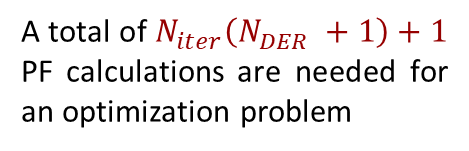 A total of N_iter (N_DER + 1) + 1
PF calculations are needed for
an optimization problem